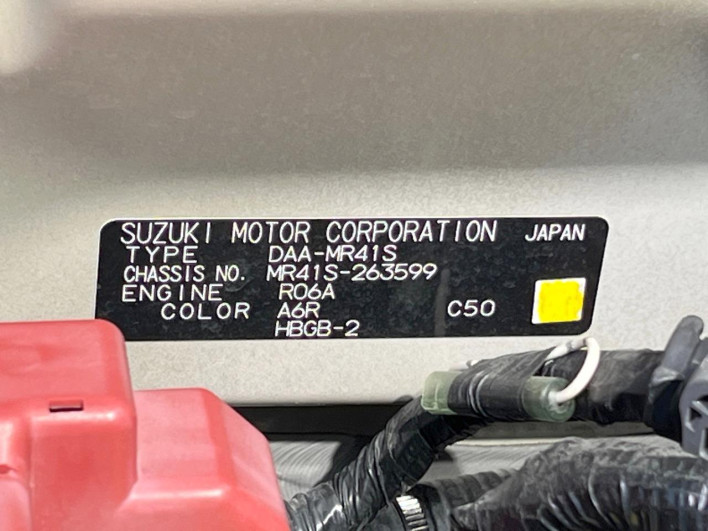 SUZUKI MOTOR CORPORATION JAPAN
TYPE DAA-MR41S
CHASSIS NO. MR41S-263599
ENGINE R06A
COLOR A6R C50
HBGB-2